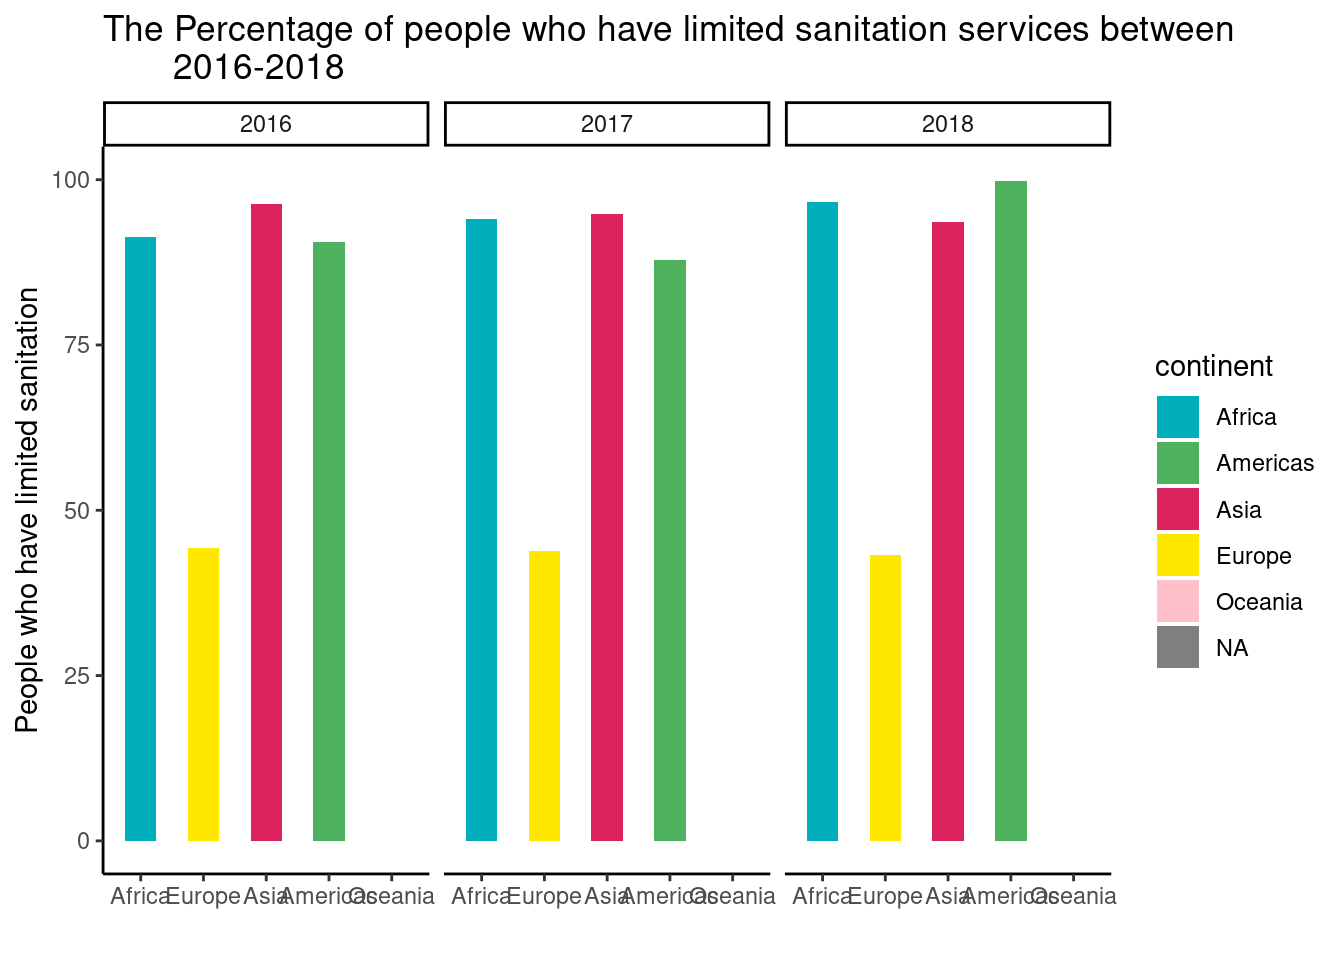 The Percentage of people who have limited sanitation services between
2016-2018
2016
2017
2018
People who have limited sanitation
100
75
50
25
0
Africa Europe Asia Americas Oceania
Africa Europe Asia Americas Oceania
Africa Europe Asia Americas Oceania
continent
Africa
Americas
Asia
Europe
Oceania
NA